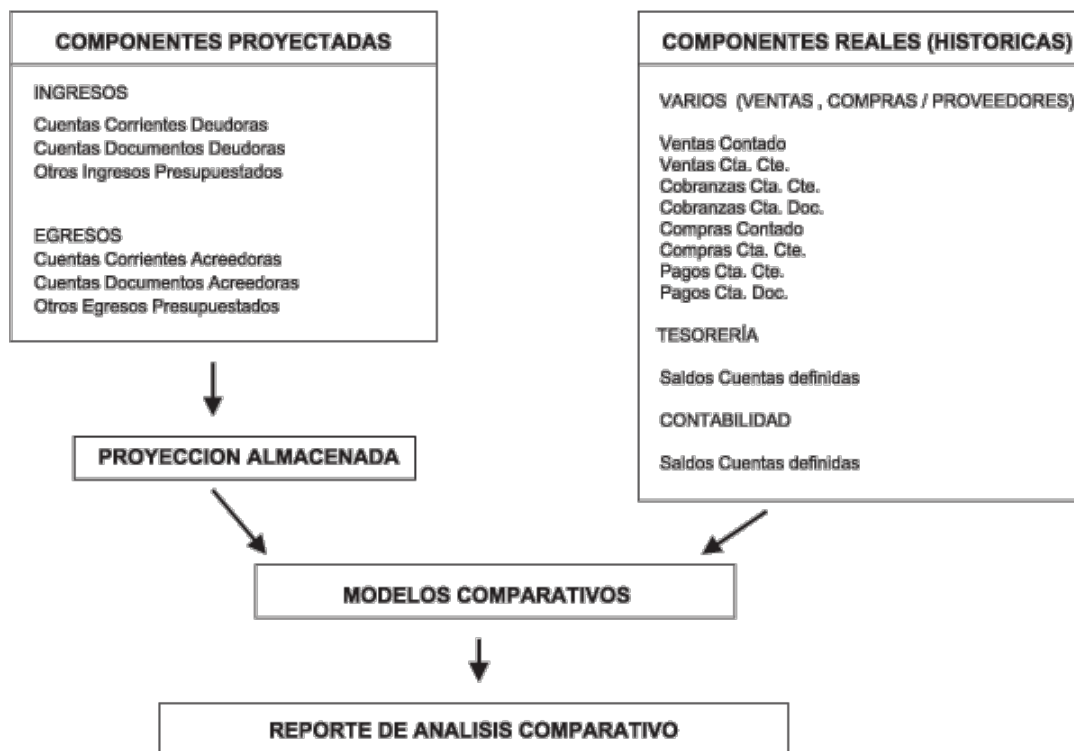 COMPONENTES PROYECTADAS
INGRESOS
Cuentas Corrientes Deudoras
Cuentas Documentos Deudoras
Otros Ingresos Presupuestados
EGRESOS
Cuentas Corrientes Acreedoras
Cuentas Documentos Acreedoras
Otros Egresos Presupuestados
COMPONENTES REALES (HISTORICAS)
VARIOS (VENTAS , COMPRAS / PROVEEDORES)
Ventas Contado
Ventas Cta. Cte.
Cobranzas Cta. Cte.
Cobranzas Cta. Doc.
Compras Contado
Compras Cta. Cte.
Pagos Cta. Cte.
Pagos Cta. Doc.
TESORERÍA
Saldos Cuentas definidas
CONTABILIDAD
Saldos Cuentas definidas
PROYECCION ALMACENADA
MODELOS COMPARATIVOS
REPORTE DE ANALISIS COMPARATIVO